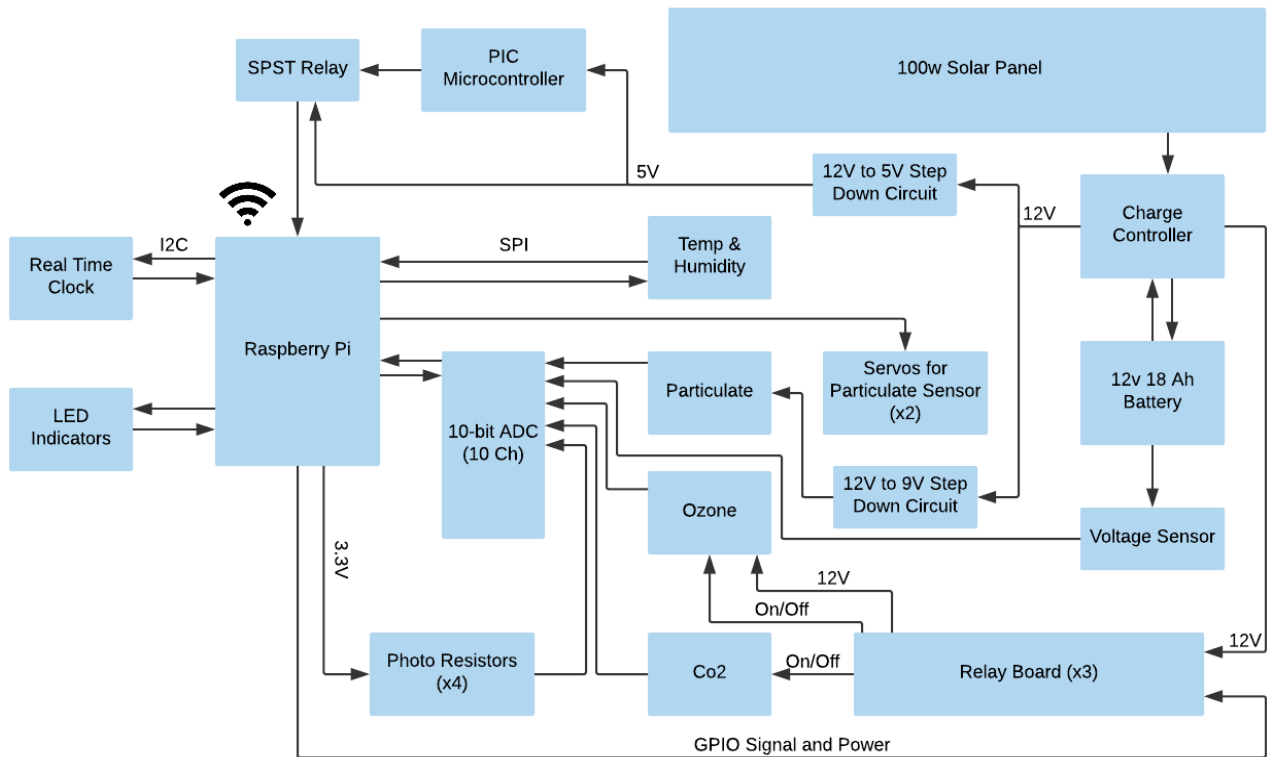 100w Solar Panel
SPST Relay
PIC
Microcontroller
5V
12V to 5V Step
Down Circuit
12V
Charge
Controller
I2C
Real Time
Clock
SPI
Temp &
Humidity
Raspberry Pi
LED
Indicators
10-bit ADC
(10 Ch)
Particulate
Servos for
Particulate Sensor
(x2)
12v 18 Ah
Battery
12V to 9V Step
Down Circuit
Ozone
Voltage Sensor
3.3V
12V
On/Off
Photo Resistors
(x4)
Co2
On/Off
Relay Board (x3)
12V
GPIO Signal and Power